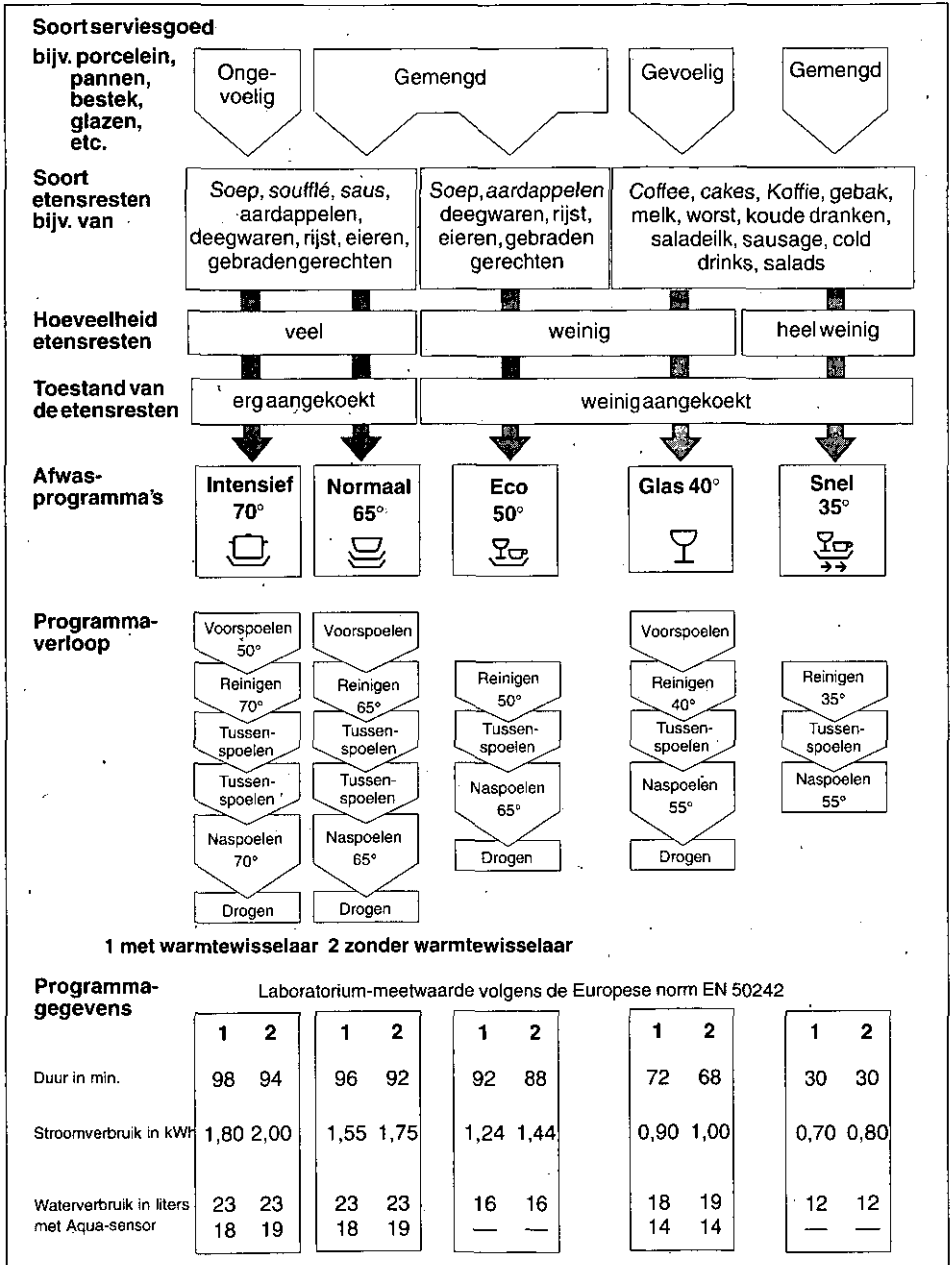 Soort serviesgoed
bijv. porcelein,
pannen,
bestek,
glazen,
etc.
Onge-
voelig
Gemengd
Gevoelig
Gemengd
Soort
etensresten
bijv. van
Soep, soufflé, saus,
aardappelen,
deegwaren, rijst, eieren,
gebraden gerechten
Soep, aardappelen
deegwaren, rijst,
eieren, gebraden
gerechten
Coffee, cakes, Koffie, gebak,
melk, worst, koude dranken,
saladeilk, sausage, cold
drinks, salads
Hoeveelheid
etensresten
veel
weinig
heel weinig
Toestand van
de etensresten
erg aangekoekt
weinig aangekoekt
Afwas-
programma's
Intensief
70°
Normaal
65°
Eco
50°
Glas 40°
Snel
35°
Programma-
verloop
Voorspoelen
50°
Reinigen
70°
Tussen-
spoelen
Tussen-
spoelen
Naspoelen
70°
Drogen
Voorspoelen
Reinigen
65°
Tussen-
spoelen
Tussen-
spoelen
Naspoelen
65°
Drogen
Reinigen
50°
Tussen-
spoelen
Naspoelen
65°
Drogen
Voorspoelen
Reinigen
40°
Tussen-
spoelen
Naspoelen
55°
Drogen
Reinigen
35°
Tussen-
spoelen
Naspoelen
55°
1 met warmtewisselaar 2 zonder warmtewisselaar
Programma-
gegevens
Laboratorium-meetwaarde volgens de Europese norm EN 50242
1 2 1 2 1 2 1 2 1 2
Duur in min. 98 94 96 92 92 88 72 68 30 30
Stroomverbruik in kWh 1,80 2,00 1,55 1,75 1,24 1,44 0,90 1,00 0,70 0,80
Waterverbruik in liters 23 23 23 23 16 16 18 19 12 12
met Aqua-sensor 18 19 18 19 — — 14 14 — —